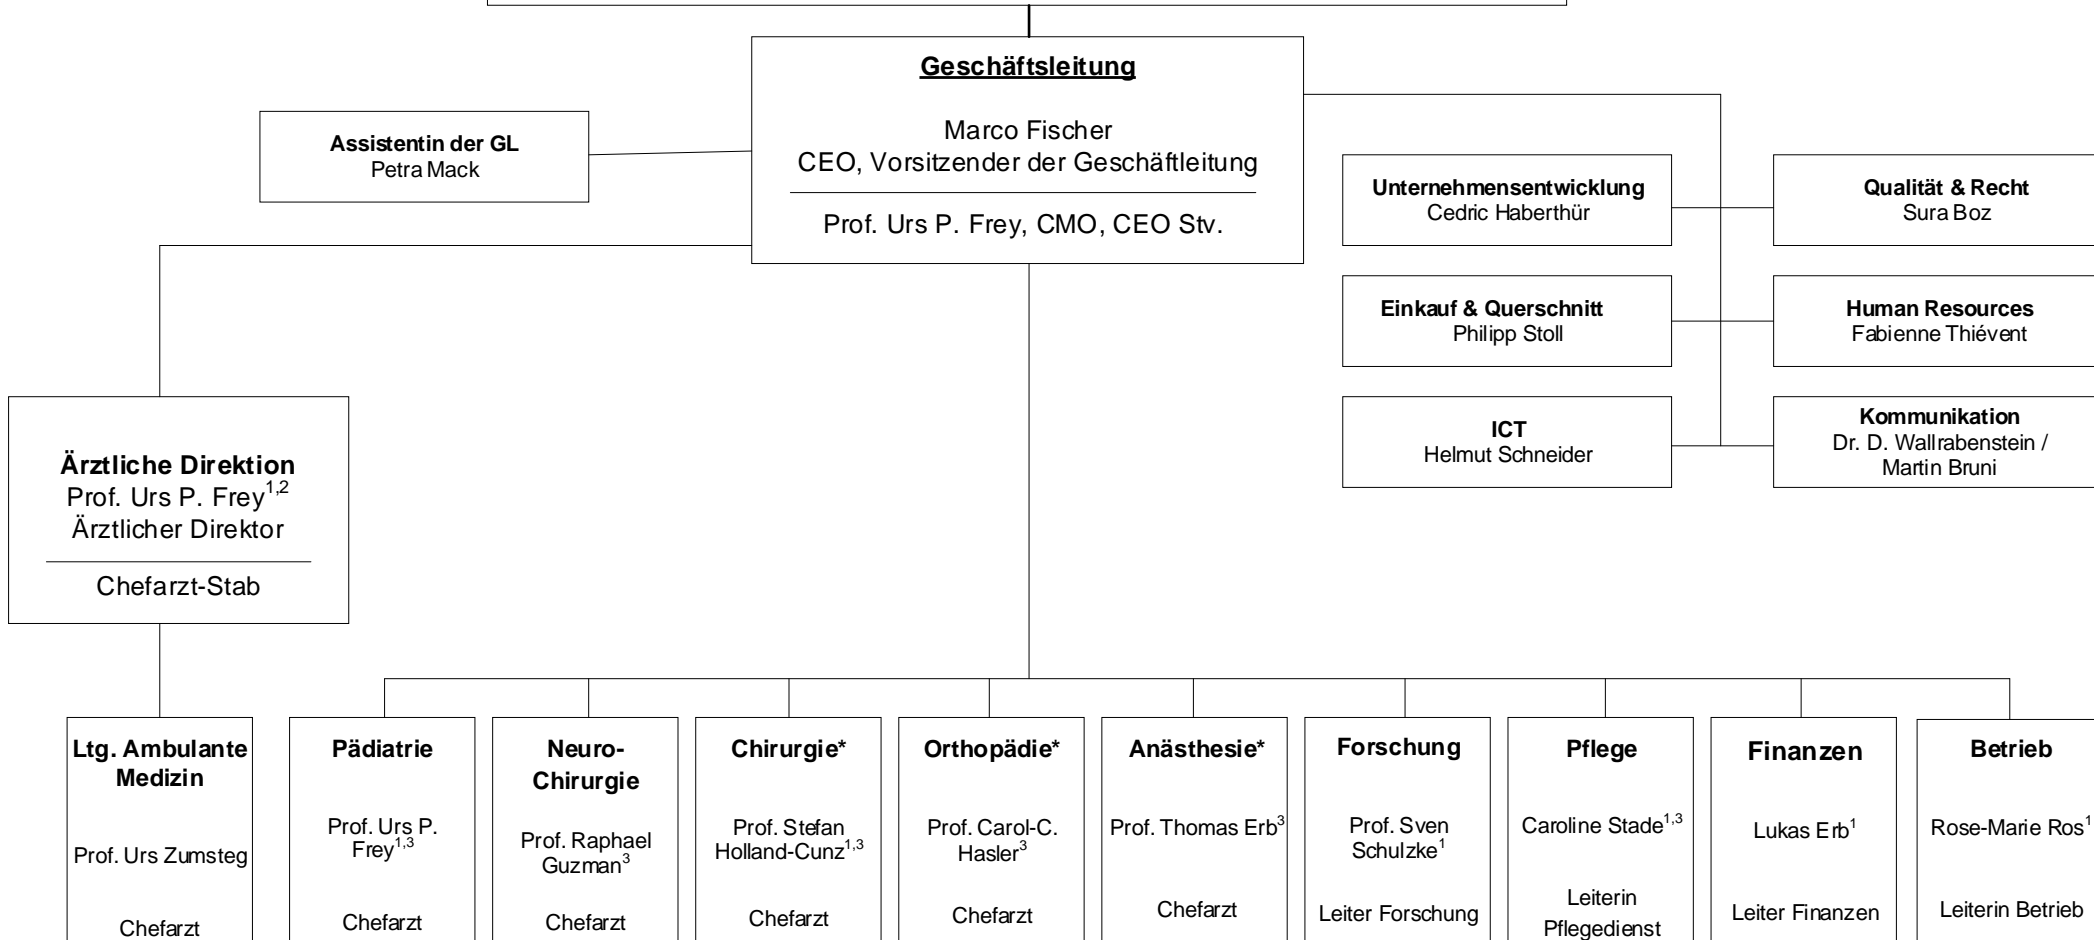 Geschäftsleitung
Marco Fischer
CEO, Vorsitzender der Geschäftleitung
Prof. Urs P. Frey, CMO, CEO Stv.
Assistentin der GL
Petra Mack
Unternehmensentwicklung
Cedric Haberthür
Qualität & Recht
Sura Boz
Einkauf & Querschnitt
Philipp Stoll
Human Resources
Fabienne Thiévent
ICT
Helmut Schneider
Kommunikation
Dr. D. Wallrabenstein /
Martin Bruni
Ärztliche Direktion
Prof. Urs P. Frey1,2
Ärztlicher Direktor
Chefarzt-Stab
Ltg. Ambulante
Medizin
Prof. Urs Zumsteg
Chefarzt
Pädiatrie
Prof. Urs P.
Frey1,3
Chefarzt
Neuro-
Chirurgie
Prof. Raphael
Guzman3
Chefarzt
Chirurgie*
Prof. Stefan
Holland-Cunz1,3
Chefarzt
Orthopädie*
Prof. Carol-C.
Hasler3
Chefarzt
Anästhesie*
Prof. Thomas Erb3
Chefarzt
Forschung
Prof. Sven
Schulzke1
Leiter Forschung
Pflege
Caroline Stade1,3
Leiterin
Pflegedienst
Finanzen
Lukas Erb1
Leiter Finanzen
Betrieb
Rose-Marie Ros1
Leiterin Betrieb